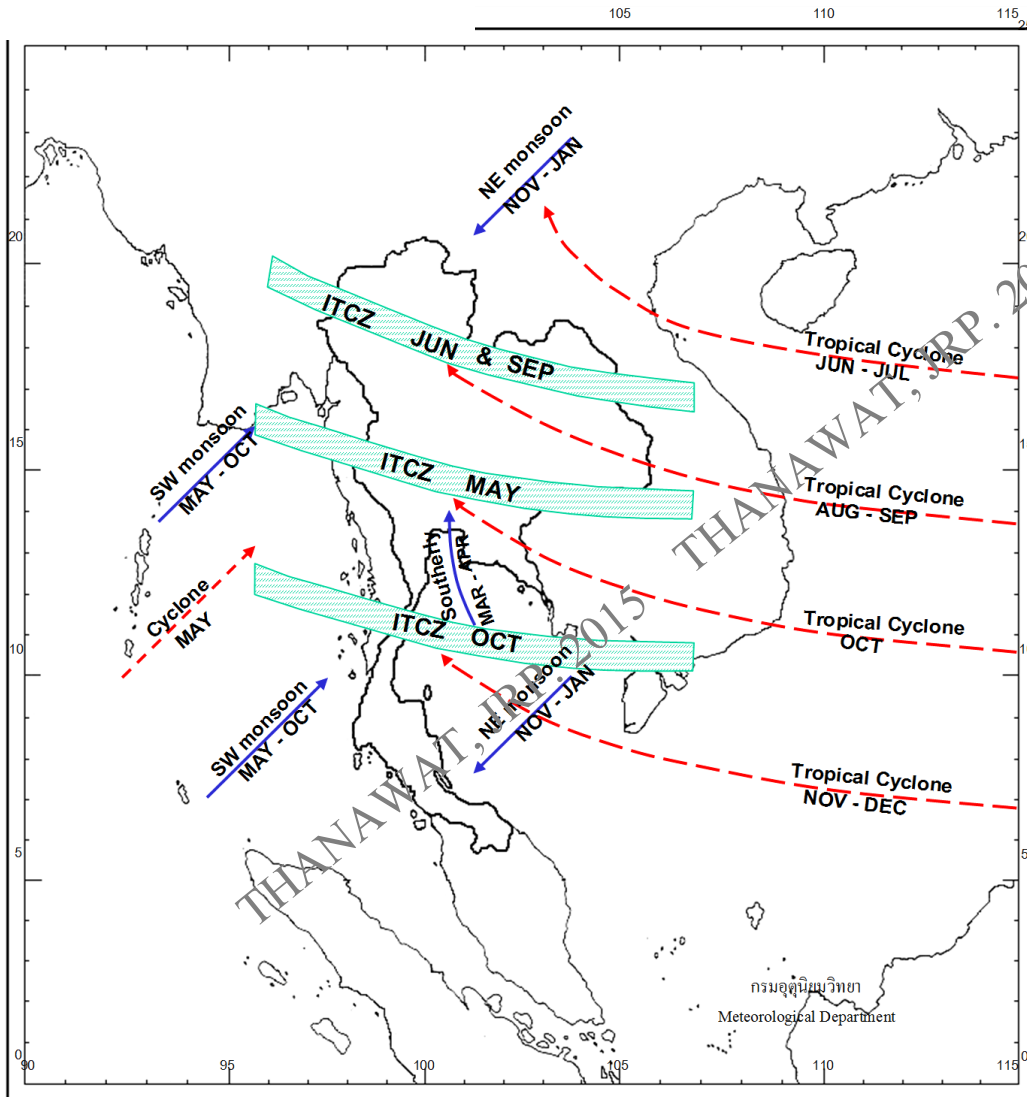 105 110 115
25
NE monsoon
NOV - JAN
20
ITCZ JUN & SEP
Tropical Cyclone
JUN - JUL
THANAWAT, JRP. 20
15
SW monsoon
MAY - OCT
ITCZ MAY
Tropical Cyclone
AUG - SEP
Southerly
MAR - APR
Cyclone
MAY
ITCZ OCT
Tropical Cyclone
OCT
10
SW monsoon
MAY - OCT
NE monsoon
NOV - JAN
Tropical Cyclone
NOV - DEC
THANAWAT, JRP. 2015
5
5
กรมอุตุนิยมวิทยา
Meteorological Department
0
0
90 95 100 105 110 115